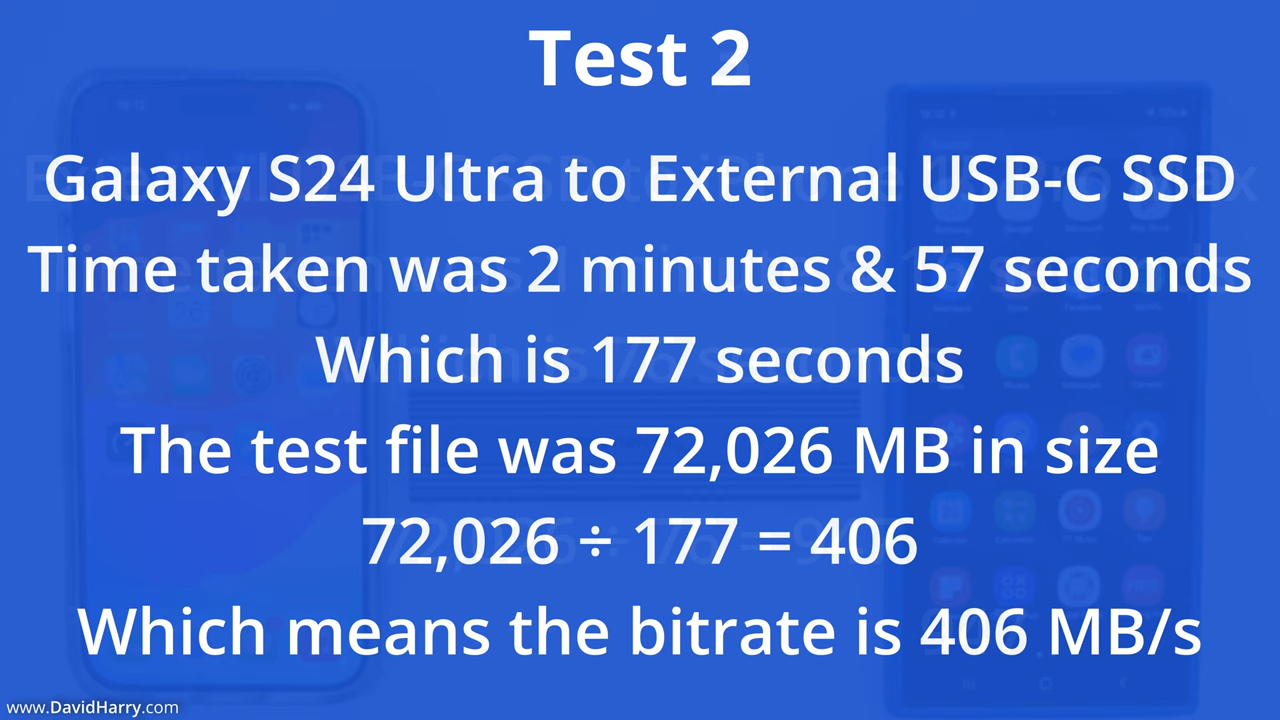 Test 2
Galaxy S24 Ultra to External USB-C SSD
Time taken was 2 minutes & 57 seconds
Which is 177 seconds
The test file was 72,026 MB in size
72,026 ÷ 177 = 406
Which means the bitrate is 406 MB/s
www.DavidHarry.com